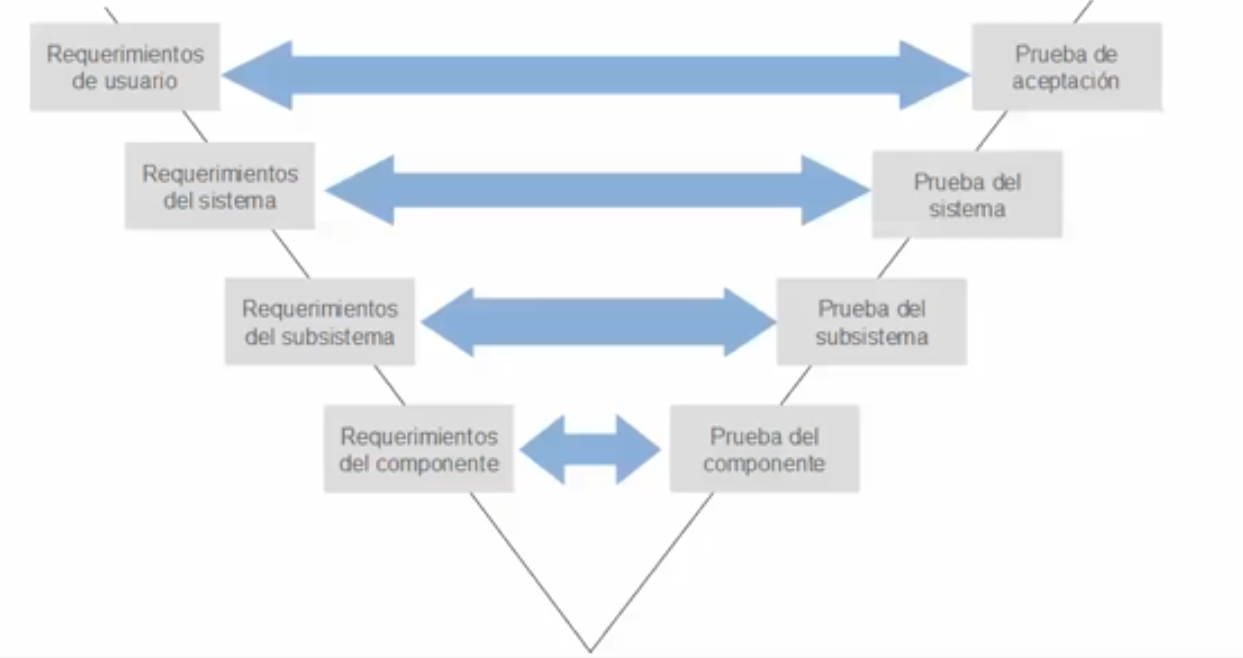 Requerimientos
de usuario
Prueba de
aceptación
Requerimientos
del sistema
Prueba del
sistema
Requerimientos
del subsistema
Prueba del
subsistema
Requerimientos
del componente
Prueba del
componente